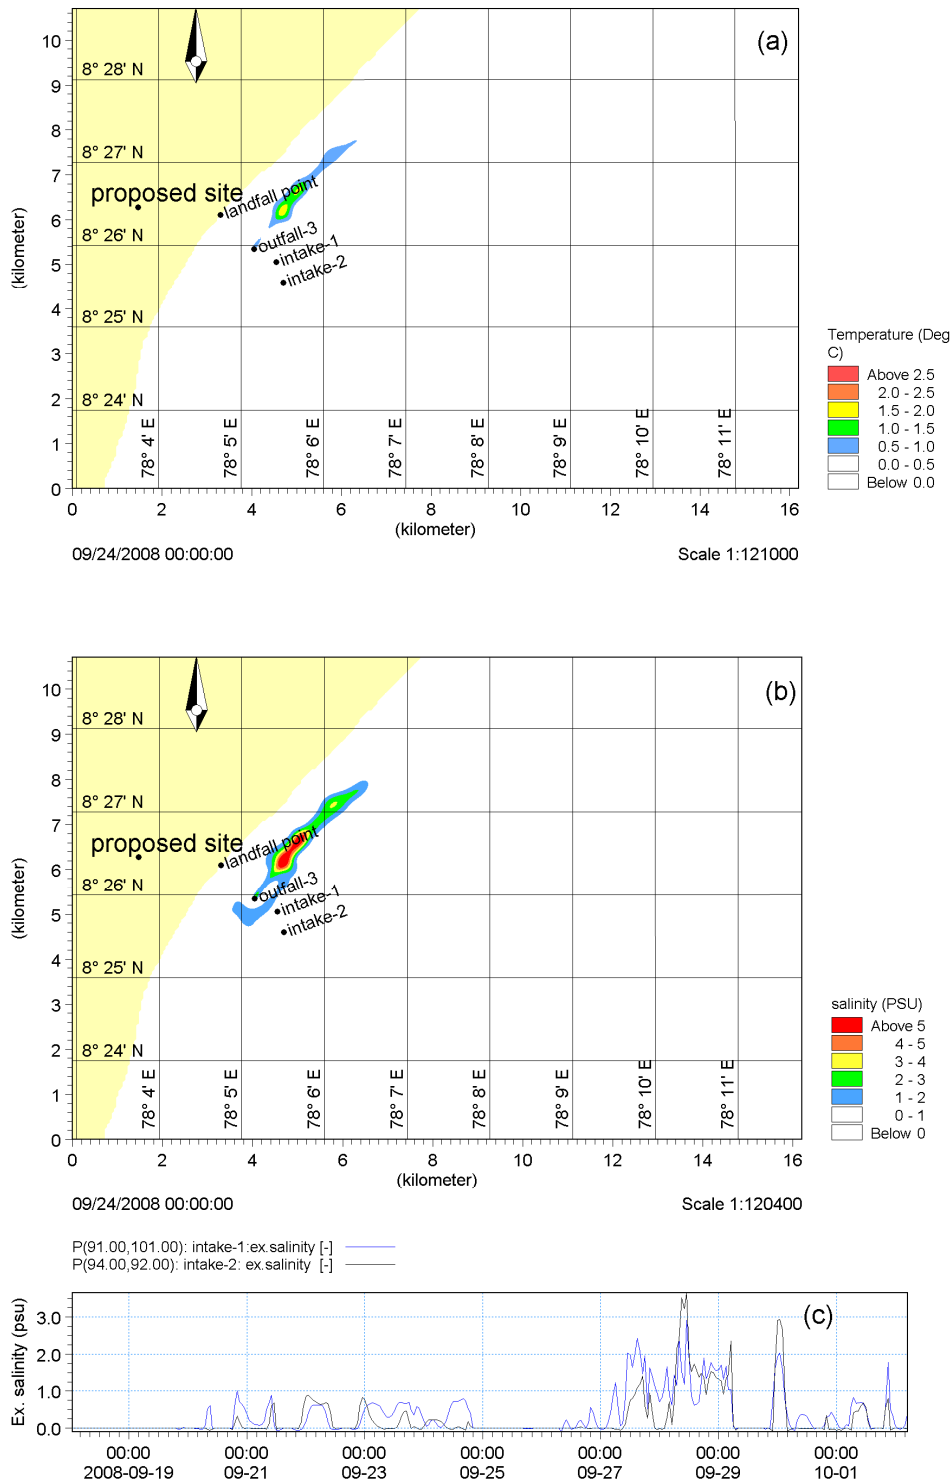 (a)
10
8° 28' N
9
8
8° 27' N
7
proposed site
landfall point
6
8° 26' N
outfall-3
intake-1
5
intake-2
(kilometer)
4
8° 25' N
3
2
8° 24' N
1
78° 4' E
78° 5' E
78° 6' E
78° 7' E
78° 8' E
78° 9' E
78° 10' E
78° 11' E
0
0 2 4 6 8 10 12 14 16
(kilometer)
09/24/2008 00:00:00
Scale 1:121000
Temperature (Deg
C)
Above 2.5
2.0 - 2.5
1.5 - 2.0
1.0 - 1.5
0.5 - 1.0
0.0 - 0.5
Below 0.0
(b)
10
8° 28' N
9
8
8° 27' N
7
proposed site
landfall point
6
8° 26' N
outfall-3
intake-1
5
intake-2
(kilometer)
4
8° 25' N
3
2
8° 24' N
1
78° 4' E
78° 5' E
78° 6' E
78° 7' E
78° 8' E
78° 9' E
78° 10' E
78° 11' E
0
0 2 4 6 8 10 12 14 16
(kilometer)
09/24/2008 00:00:00
Scale 1:120400
salinity (PSU)
Above 5
4 - 5
3 - 4
2 - 3
1 - 2
0 - 1
Below 0
P(91.00,101.00): intake-1:ex.salinity [-]
P(94.00,92.00): intake-2: ex.salinity [-]
(c)
Ex. salinity (psu)
3.0
2.0
1.0
0.0
00:00 00:00 00:00 00:00 00:00 00:00 00:00
2008-09-19 09-21 09-23 09-25 09-27 09-29 10-01